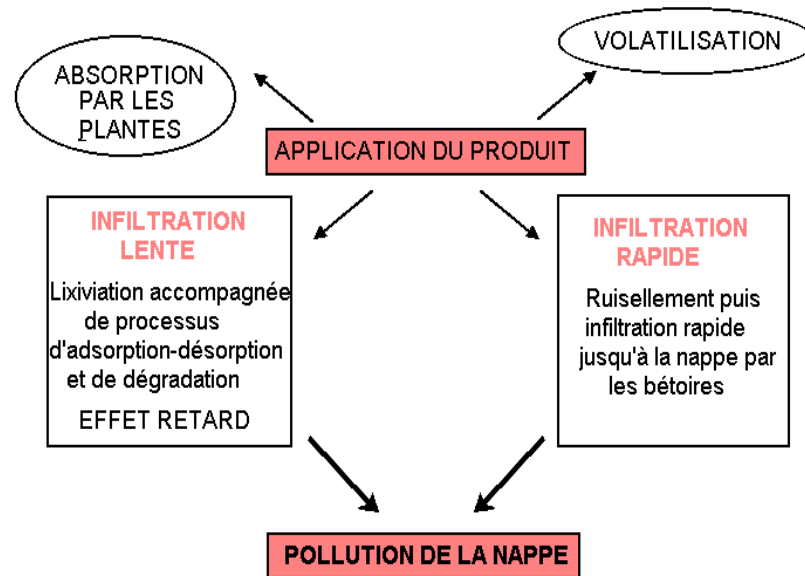 ABSORPTION
PAR LES
PLANTES
VOLATILISATION
APPLICATION DU PRODUIT
INFILTRATION
LENTE
Lixiviation accompagnée
de processus
d'adsorption-désorption
et de dégradation
EFFET RETARD
INFILTRATION
RAPIDE
Ruisellement puis
infiltration rapide
jusqu'à la nappe par
les bétoires
POLLUTION DE LA NAPPE